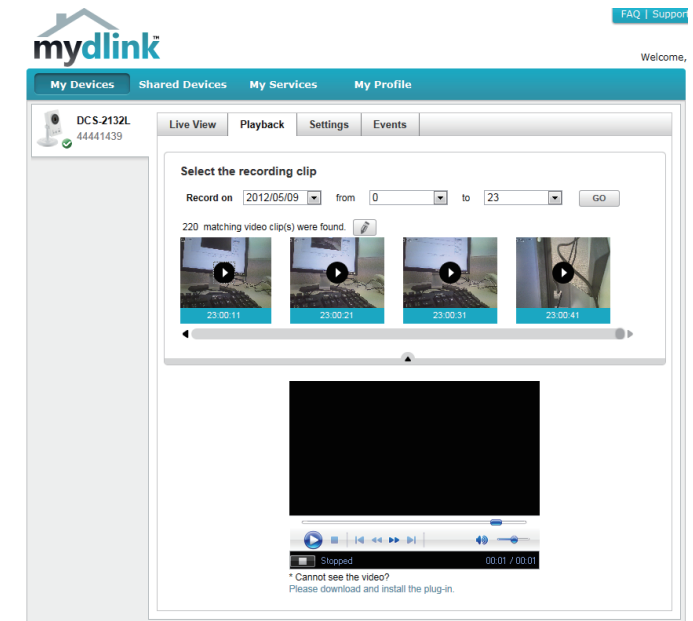 FAQ | Support
mydlink
Welcome,
My Devices Shared Devices My Services My Profile
DCS-2132L
44441439
Live View Playback Settings Events
Select the recording clip
Record on 2012/05/09 from 0 to 23 GO
220 matching video clip(s) were found.
23:00:11 23:00:21 23:00:31 23:00:41
Stopped 00:01 / 00:01
* Cannot see the video?
Please download and install the plug-in.